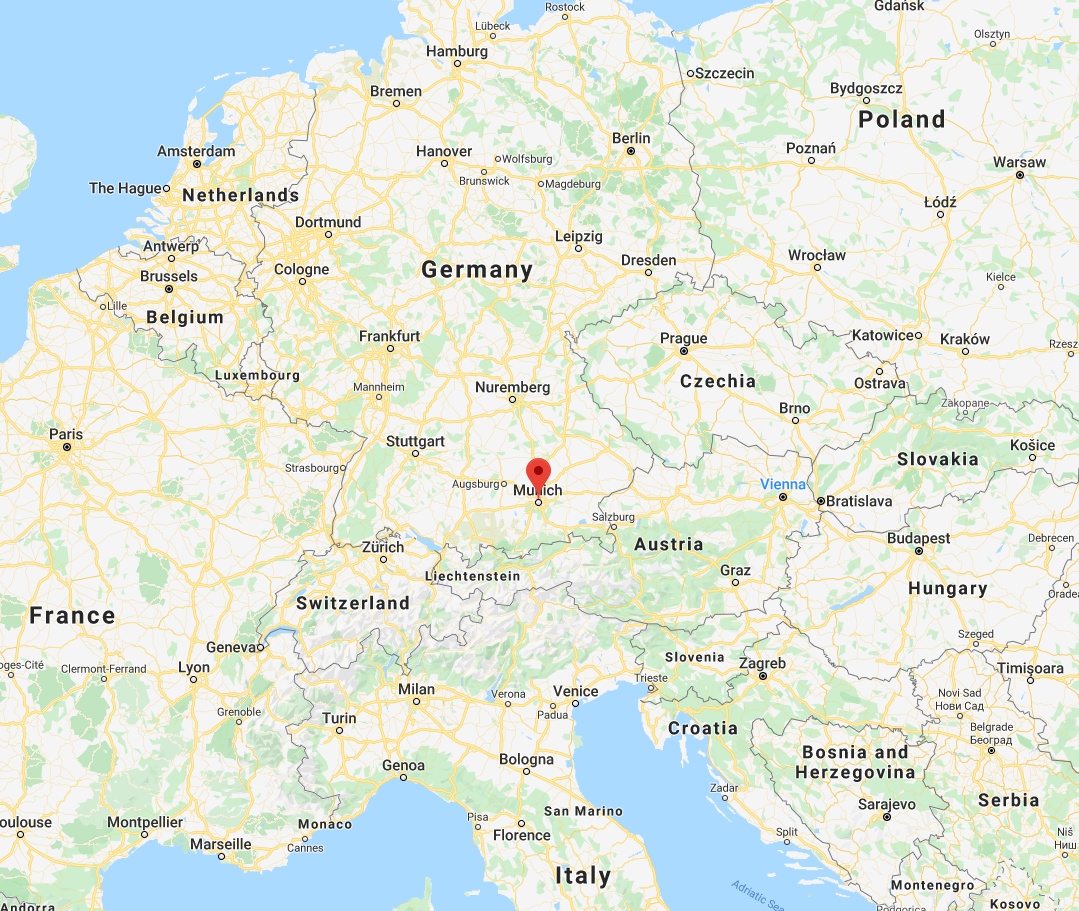 Rostock
Gdańsk
Lübeck
Olsztyn
Hamburg
Szczecin
Bremen
Bydgoszcz
Poland
Berlin
Amsterdam
Hanover
Wolfsburg
Poznań
Warsaw
Brunswick
Magdeburg
The Hague
Netherlands
Łódź
Dortmund
Leipzig
Antwerp
Wrocław
Dresden
Cologne
Germany
Brussels
Kielce
Lille
Belgium
Frankfurt
Prague
Katowice
Kraków
Rzesz
Luxembourg
Mannheim
Nuremberg
Czechia
Ostrava
Zakopane
Brno
Paris
Stuttgart
Košice
Slovakia
Strasbourg
Augsburg
Munich
Vienna
Bratislava
Salzburg
Zürich
Austria
Budapest
Debrecen
Liechtenstein
Graz
Hungary
Oradea
Switzerland
France
Szeged
Geneva
Slovenia
Zagreb
oges-Cité
Clermont-Ferrand
Lyon
Timișoara
Trieste
Milan
Verona
Venice
Novi Sad
Нови Сад
Grenoble
Padua
Turin
Croatia
Belgrade
Београд
Bosnia and
Herzegovina
Bologna
Genoa
Zadar
Serbia
Sarajevo
San Marino
Pisa
oulouse
Montpellier
Monaco
Florence
Split
Niš
Ниш
Marseille
Cannes
Italy
Adriatic Sea
Montenegro
Andorra
Podgorica
Kosovo